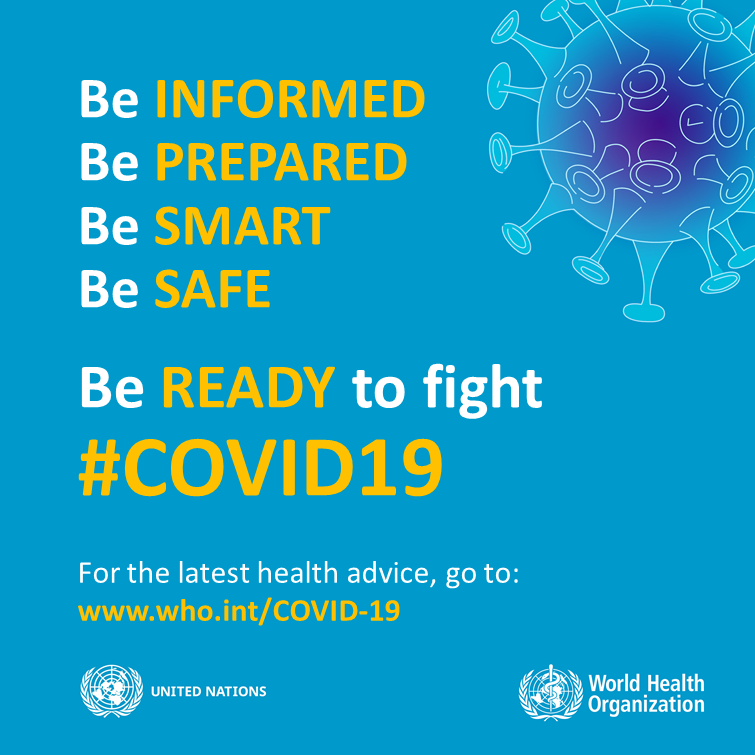 Be INFORMED
Be PREPARED
Be SMART
Be SAFE
Be READY to fight
#COVID19
For the latest health advice, go to:
www.who.int/COVID-19
UNITED NATIONS
World Health
Organization